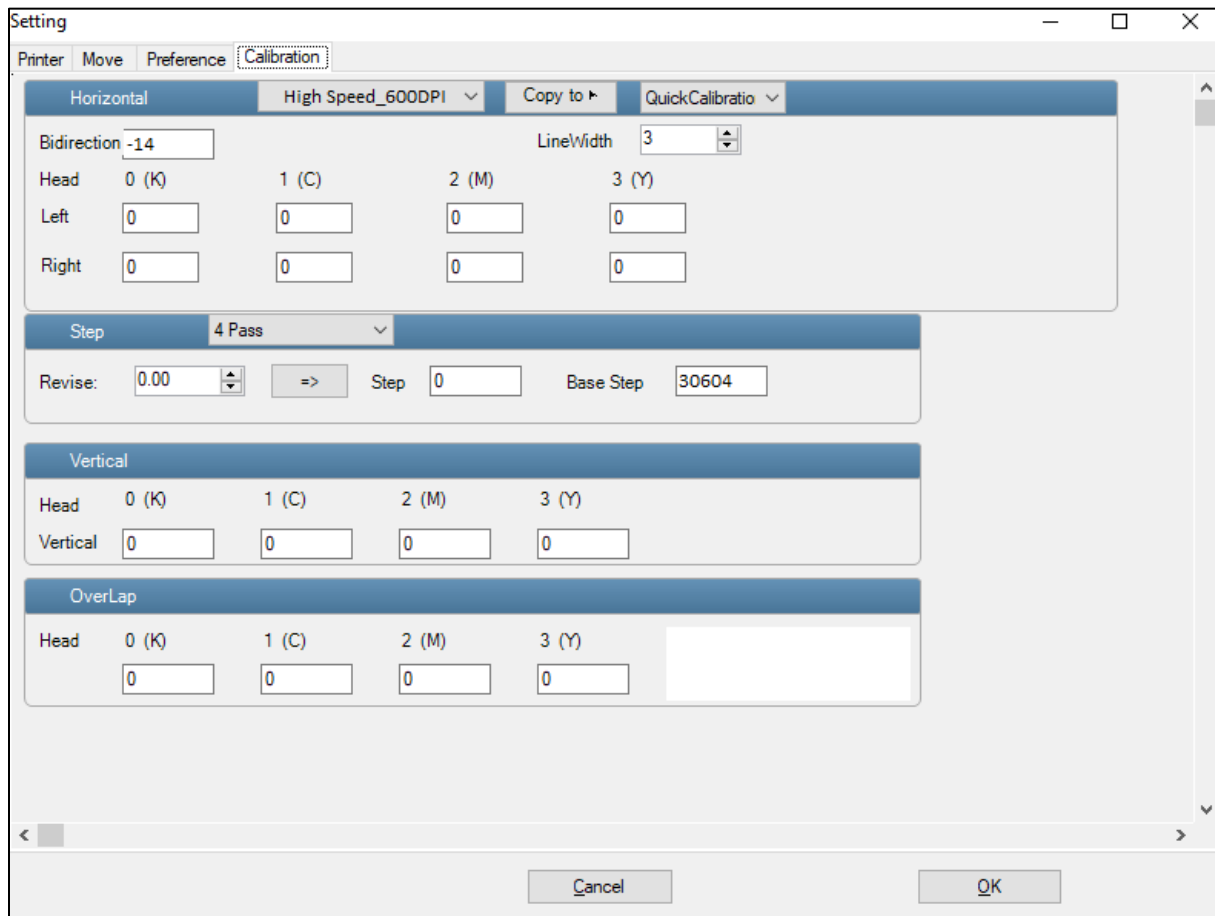 Setting
Printer Move Preference Calibration
Horizontal High Speed_600DPI Copy to QuickCalibratio
Bidirection -14 LineWidth 3
Head 0 (K) 1 (C) 2 (M) 3 (Y)
Left 0 0 0 0
Right 0 0 0 0
Step 4 Pass
Revise: 0.00 => Step 0 Base Step 30604
Vertical
Head 0 (K) 1 (C) 2 (M) 3 (Y)
Vertical 0 0 0 0
OverLap
Head 0 (K) 1 (C) 2 (M) 3 (Y)
0 0 0 0
Cancel OK